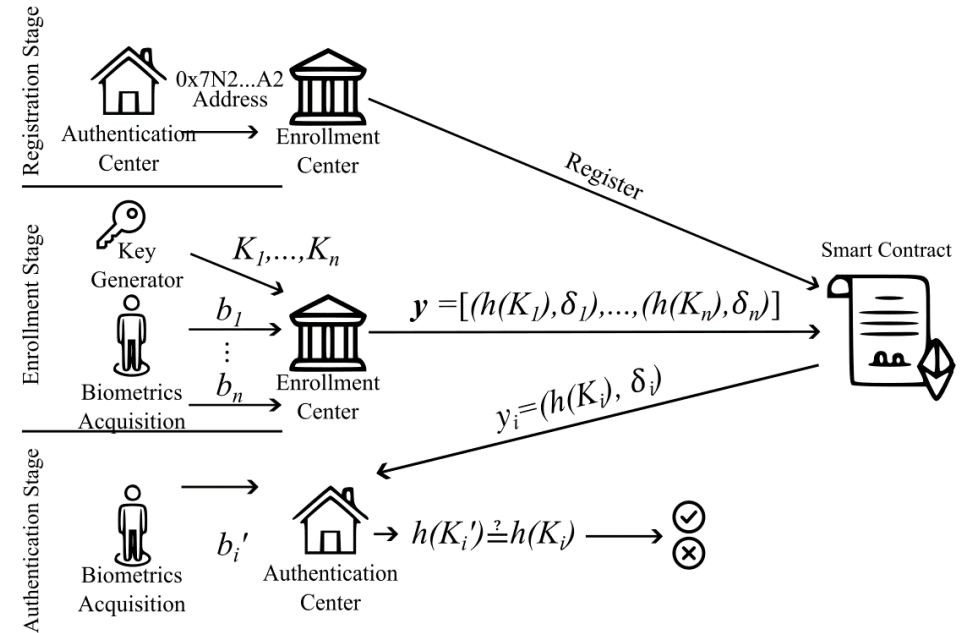 Registration Stage
0x7N2...A2
Address
Authentication
Center
Enrollment
Center
Register
Enrollment Stage
Key
Generator
K₁,...,Kₙ
Biometrics
Acquisition
b₁
⋮
bₙ
Enrollment
Center
y =[(h(K₁),δ₁),...,(h(Kₙ),δₙ)]
Smart Contract
yᵢ=(h(Kᵢ), δᵢ)
Authentication Stage
Biometrics
Acquisition
bᵢ'
Authentication
Center
h(Kᵢ')≟h(Kᵢ)